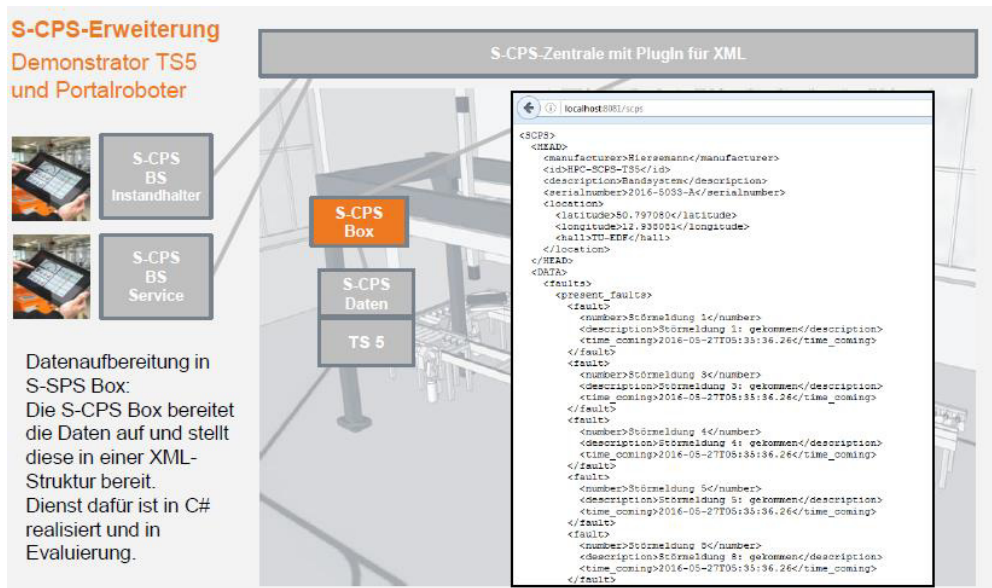 S-CPS-Erweiterung
Demonstrator TS5
und Portalroboter
S-CPS-Zentrale mit PlugIn für XML
S-CPS
BS
Instandhalter
S-CPS
BS
Service
S-CPS
Box
S-CPS
Daten
TS 5
Datenaufbereitung in
S-SPS Box:
Die S-CPS Box bereitet
die Daten auf und stellt
diese in einer XML-
Struktur bereit.
Dienst dafür ist in C#
realisiert und in
Evaluierung.
localhost:8081/scps
<SCPS>
<HEAD>
<manufacturer>Hiersemann</manufacturer>
<id>HPC-SCPS-TS5</id>
<description>Bandsystem</description>
<serialnumber>2016-5033-A</serialnumber>
<location>
<latitude>50.797080</latitude>
<longitude>12.938081</longitude>
<hall>TU-EDF</hall>
</location>
</HEAD>
<DATA>
<faults>
<present_faults>
<fault>
<number>Störmeldung 1</number>
<description>Störmeldung 1: gekommen</description>
<time_coming>2016-05-27T05:35:36.26</time_coming>
</fault>
<fault>
<number>Störmeldung 3</number>
<description>Störmeldung 3: gekommen</description>
<time_coming>2016-05-27T05:35:36.26</time_coming>
</fault>
<fault>
<number>Störmeldung 4</number>
<description>Störmeldung 4: gekommen</description>
<time_coming>2016-05-27T05:35:36.26</time_coming>
</fault>
<fault>
<number>Störmeldung 5</number>
<description>Störmeldung 5: gekommen</description>
<time_coming>2016-05-27T05:35:36.26</time_coming>
</fault>
<fault>
<number>Störmeldung 8</number>
<description>Störmeldung 8: gekommen</description>
<time_coming>2016-05-27T05:35:36.26</time_coming>
</fault>